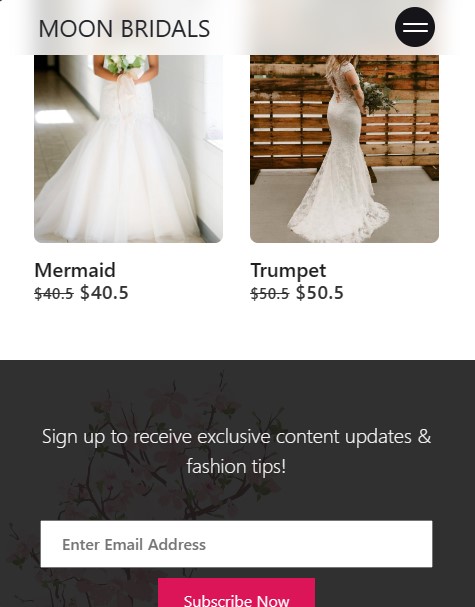 MOON BRIDALS
Mermaid
$40.5 $40.5
Trumpet
$50.5 $50.5
Sign up to receive exclusive content updates &
fashion tips!
Enter Email Address
Subscribe Now